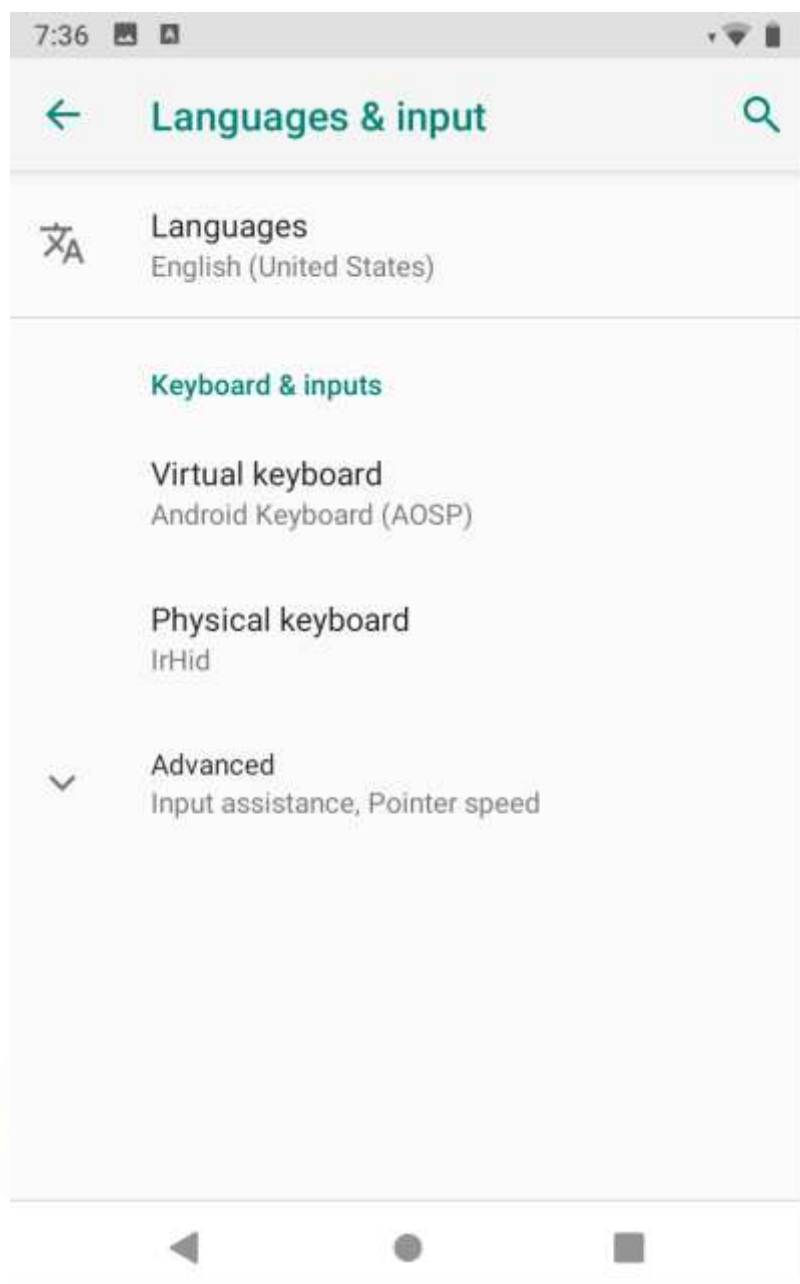 7:36
Languages & input
Languages
English (United States)
Keyboard & inputs
Virtual keyboard
Android Keyboard (AOSP)
Physical keyboard
IrHid
Advanced
Input assistance, Pointer speed